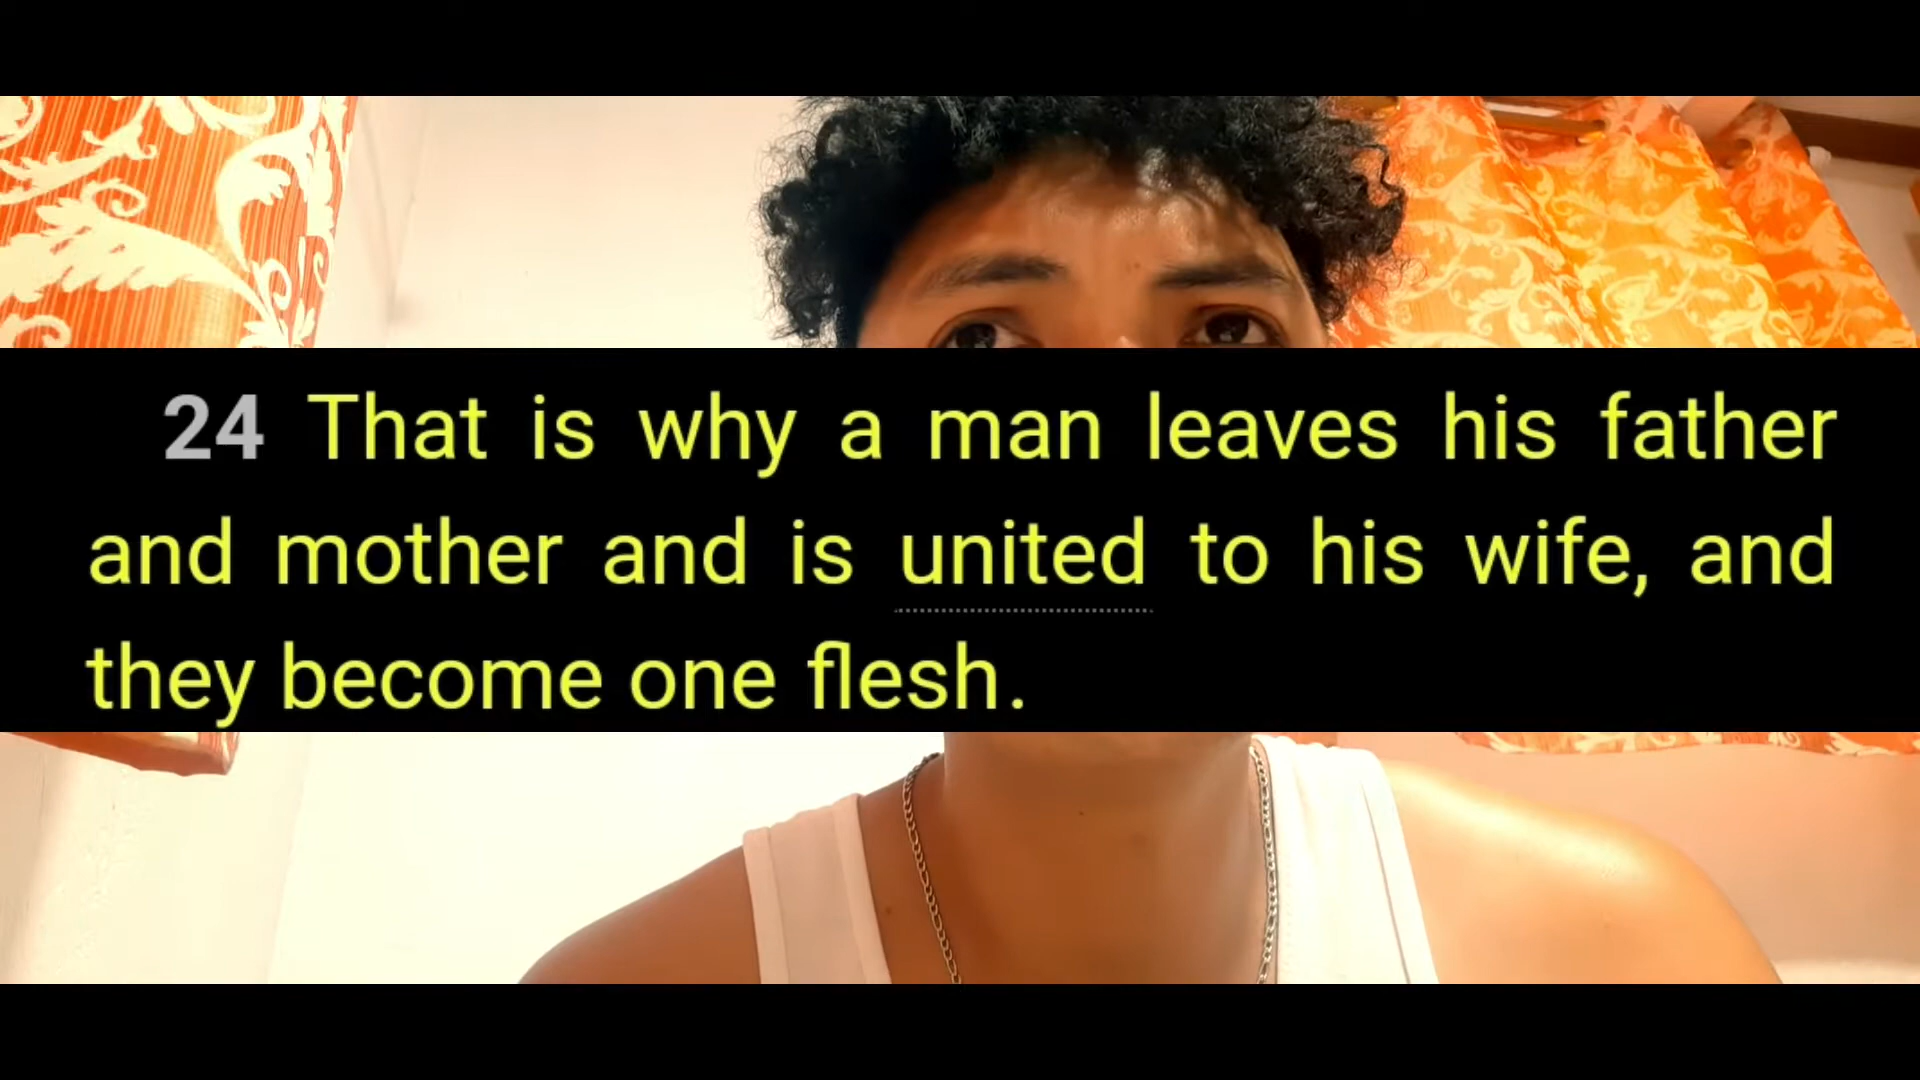 24 That is why a man leaves his father
and mother and is united to his wife, and
they become one flesh.